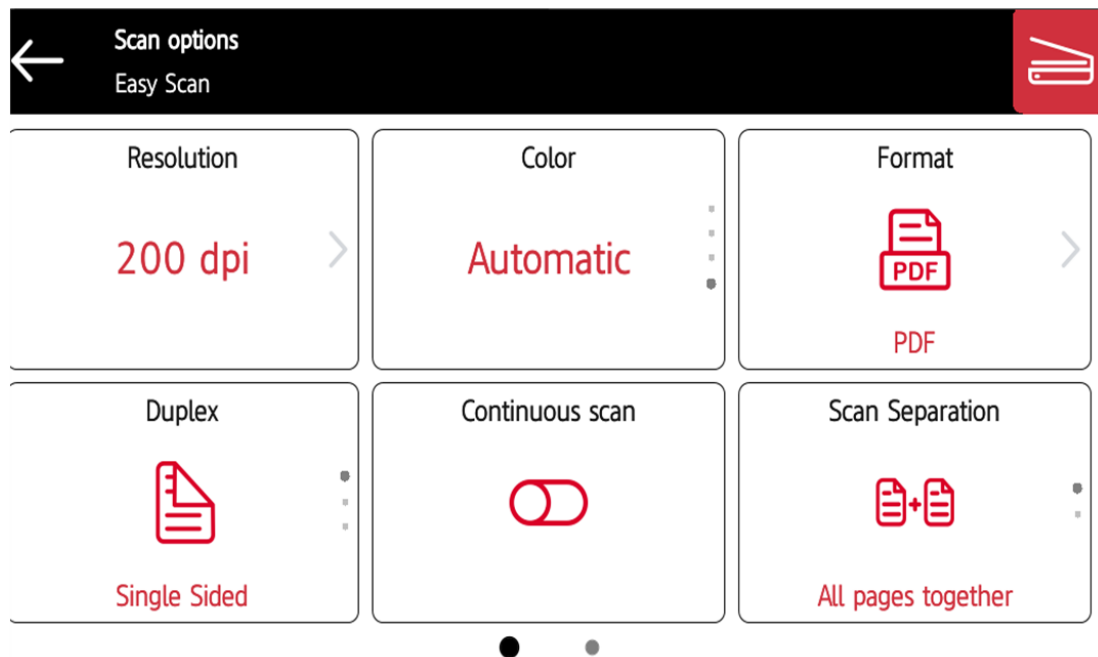 Scan options
Easy Scan
Resolution
200 dpi
Color
Automatic
Format
PDF
PDF
Duplex
Single Sided
Continuous scan
Scan Separation
All pages together